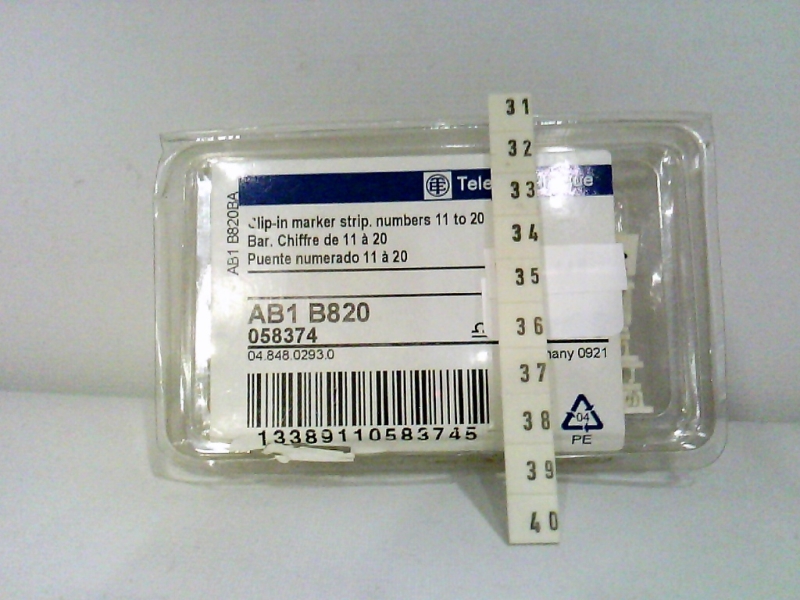 31
32
33
34
35
36
37
38
39
40
AB1 B820BA
Clip-in marker strip. numbers 11 to 20
Bar. Chiffre de 11 à 20
Puente numerado 11 à 20
AB1 B820
058374
04.848.0293.0
0921
13389110583745
04
PE